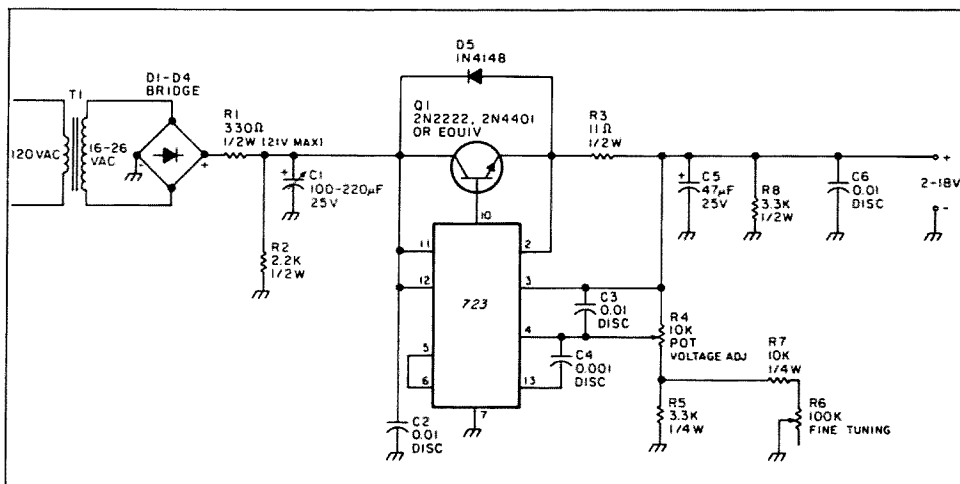 T1
120VAC
16-26
VAC
D1-D4
BRIDGE
-
+
R1
330Ω
1/2W (21V MAX)
R2
2.2K
1/2W
+
C1
100-220µF
25V
D5
1N4148
Q1
2N2222, 2N4401
OR EQUIV
R3
11Ω
1/2W
10
11
12
5
6
723
2
3
4
13
7
C2
0.01
DISC
C3
0.01
DISC
C4
0.001
DISC
+
C5
47µF
25V
R8
3.3K
1/2W
C6
0.01
DISC
+
2-18V
-
R4
10K
POT
VOLTAGE ADJ
R5
3.3K
1/4W
R7
10K
1/4W
R6
100K
FINE TUNING